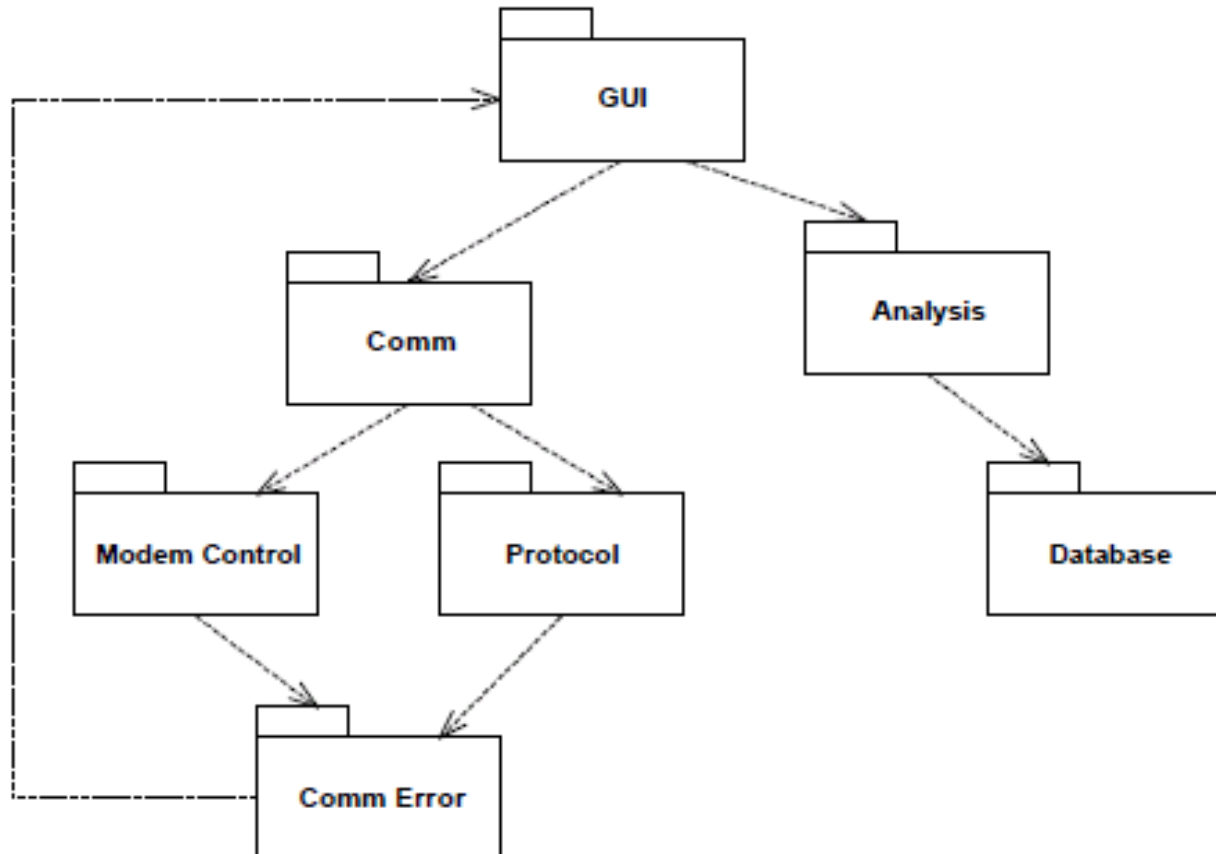 GUI
Analysis
Comm
Modem Control
Protocol
Database
Comm Error